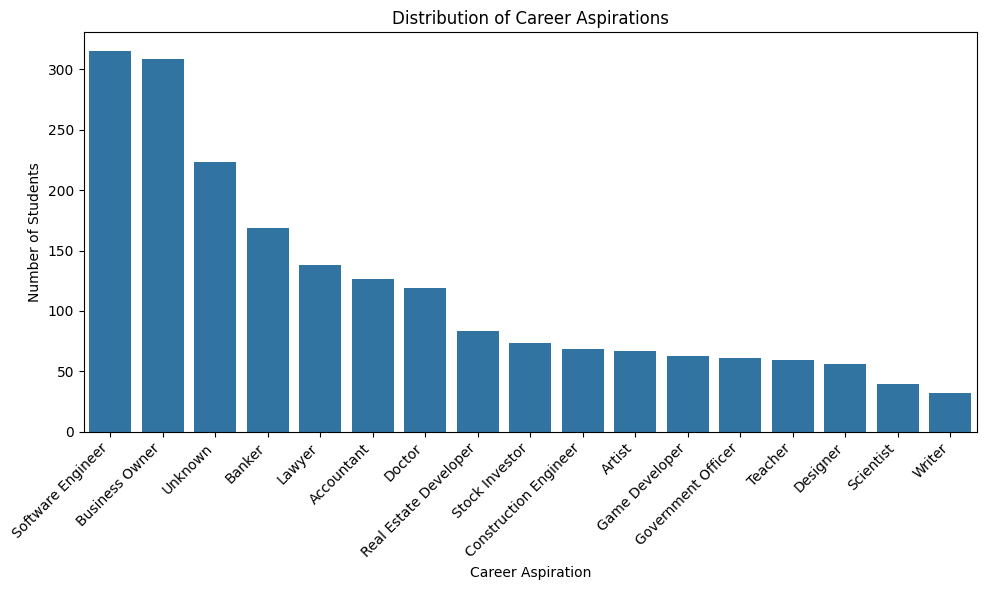 Distribution of Career Aspirations
Number of Students
300
250
200
150
100
50
0
Software Engineer
Business Owner
Unknown
Banker
Lawyer
Accountant
Doctor
Real Estate Developer
Stock Investor
Construction Engineer
Artist
Game Developer
Government Officer
Teacher
Designer
Scientist
Writer
Career Aspiration